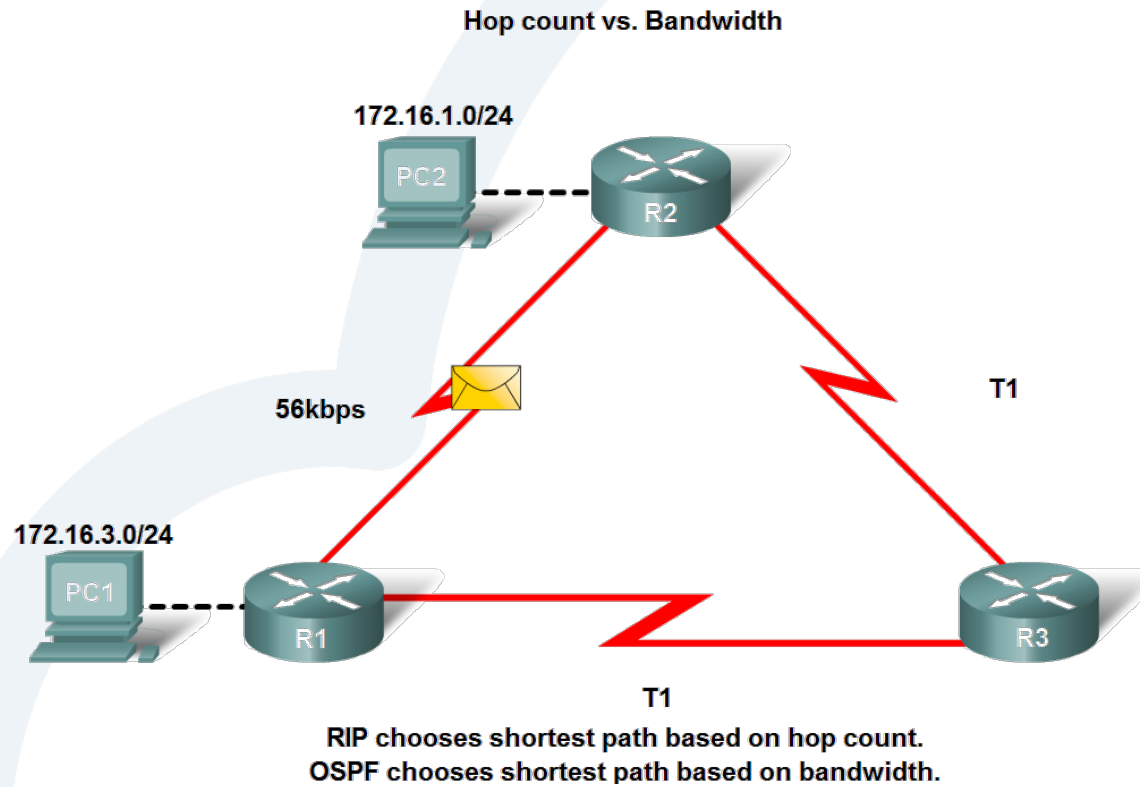 Hop count vs. Bandwidth
172.16.1.0/24
PC2
R2
56kbps
T1
172.16.3.0/24
PC1
R1
R3
T1
RIP chooses shortest path based on hop count.
OSPF chooses shortest path based on bandwidth.